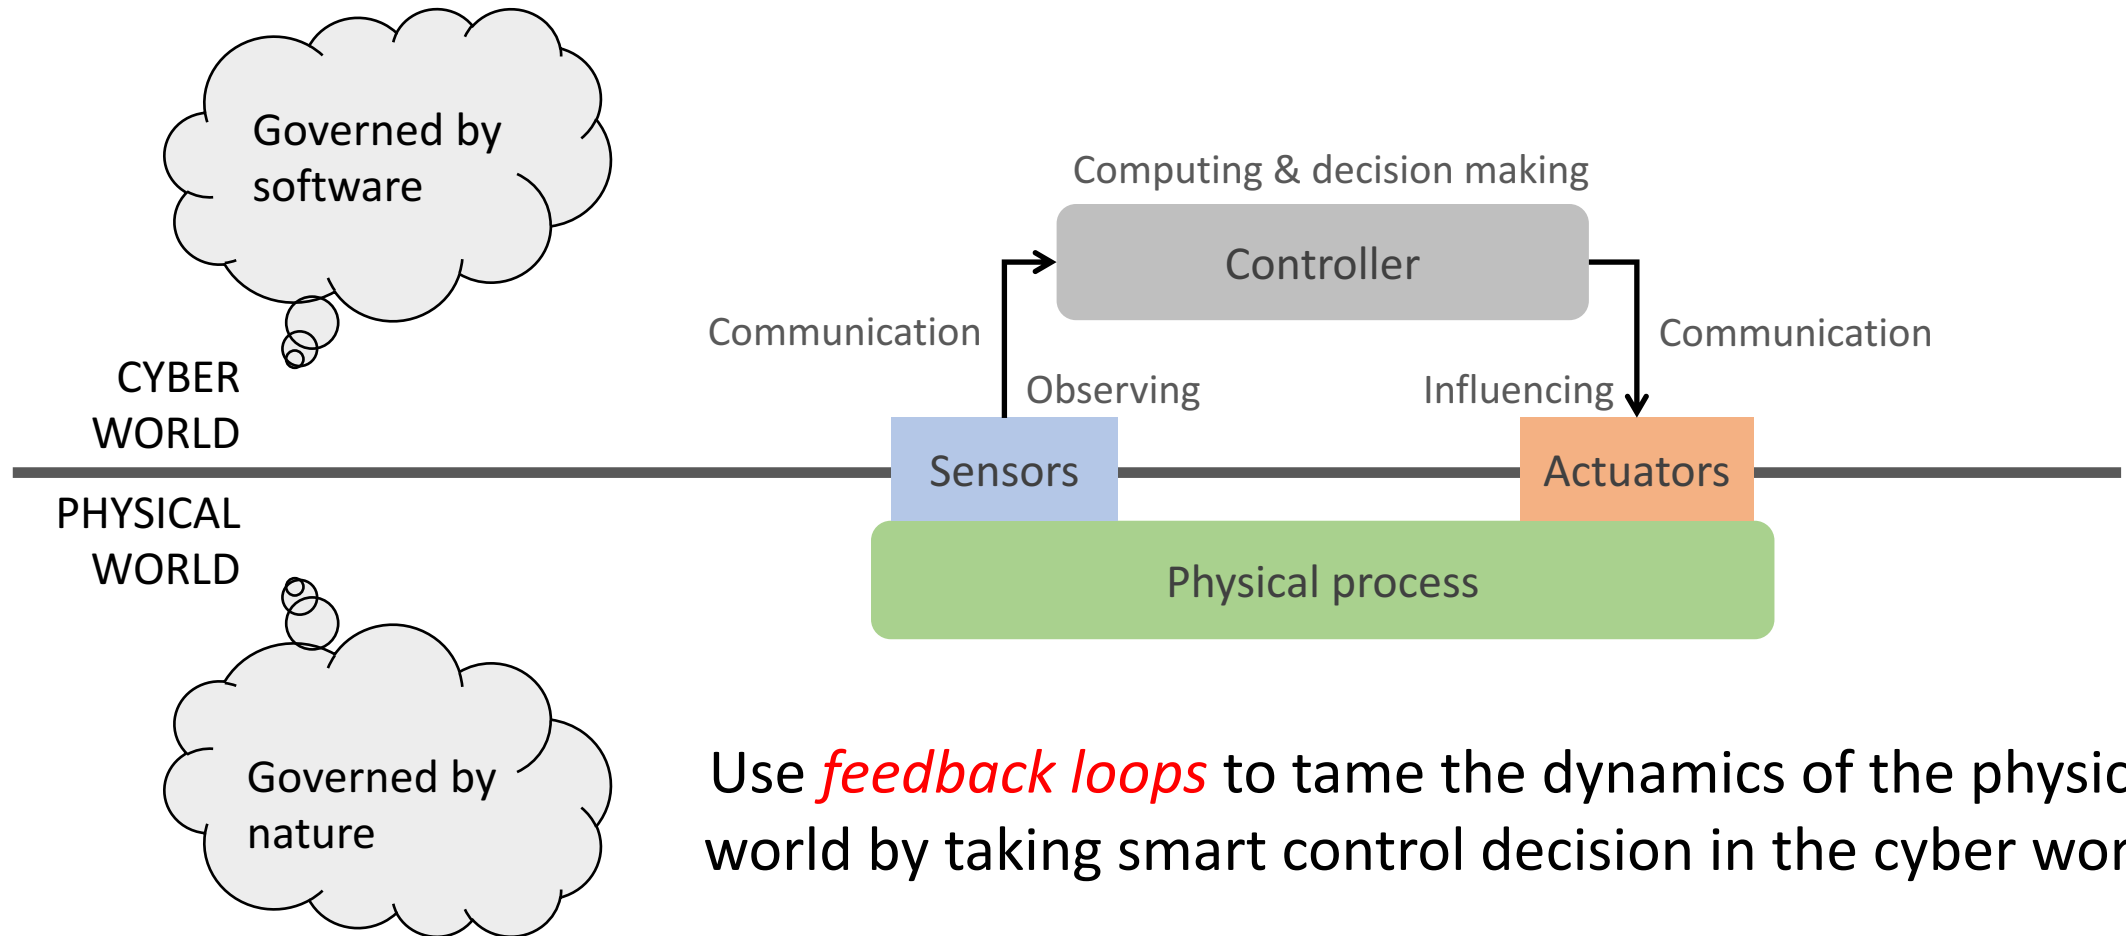 Governed by
software
Computing & decision making
Controller
Communication
Communication
CYBER
WORLD
Observing
Influencing
Sensors
Actuators
PHYSICAL
WORLD
Physical process
Governed by
nature
Use feedback loops to tame the dynamics of the physic
world by taking smart control decision in the cyber wor